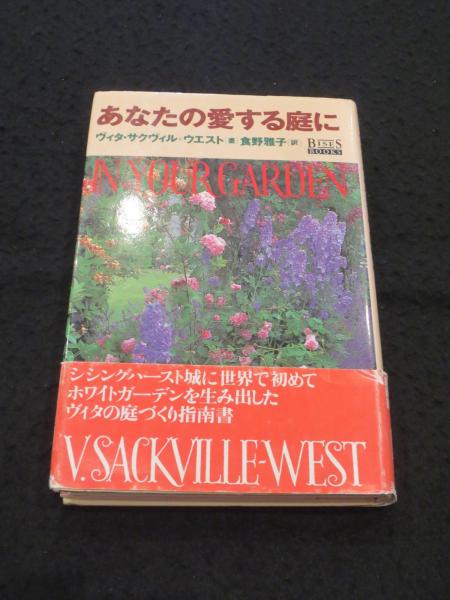 あなたの愛する庭に
ヴィタ・サクヴィル=ウエスト 著 食野雅子 訳
BISES
BOOKS
IN YOUR GARDEN
シシングハースト城に世界で初めて
ホワイトガーデンを生み出した
ヴィタの庭づくり指南書
V. SACKVILLE-WEST